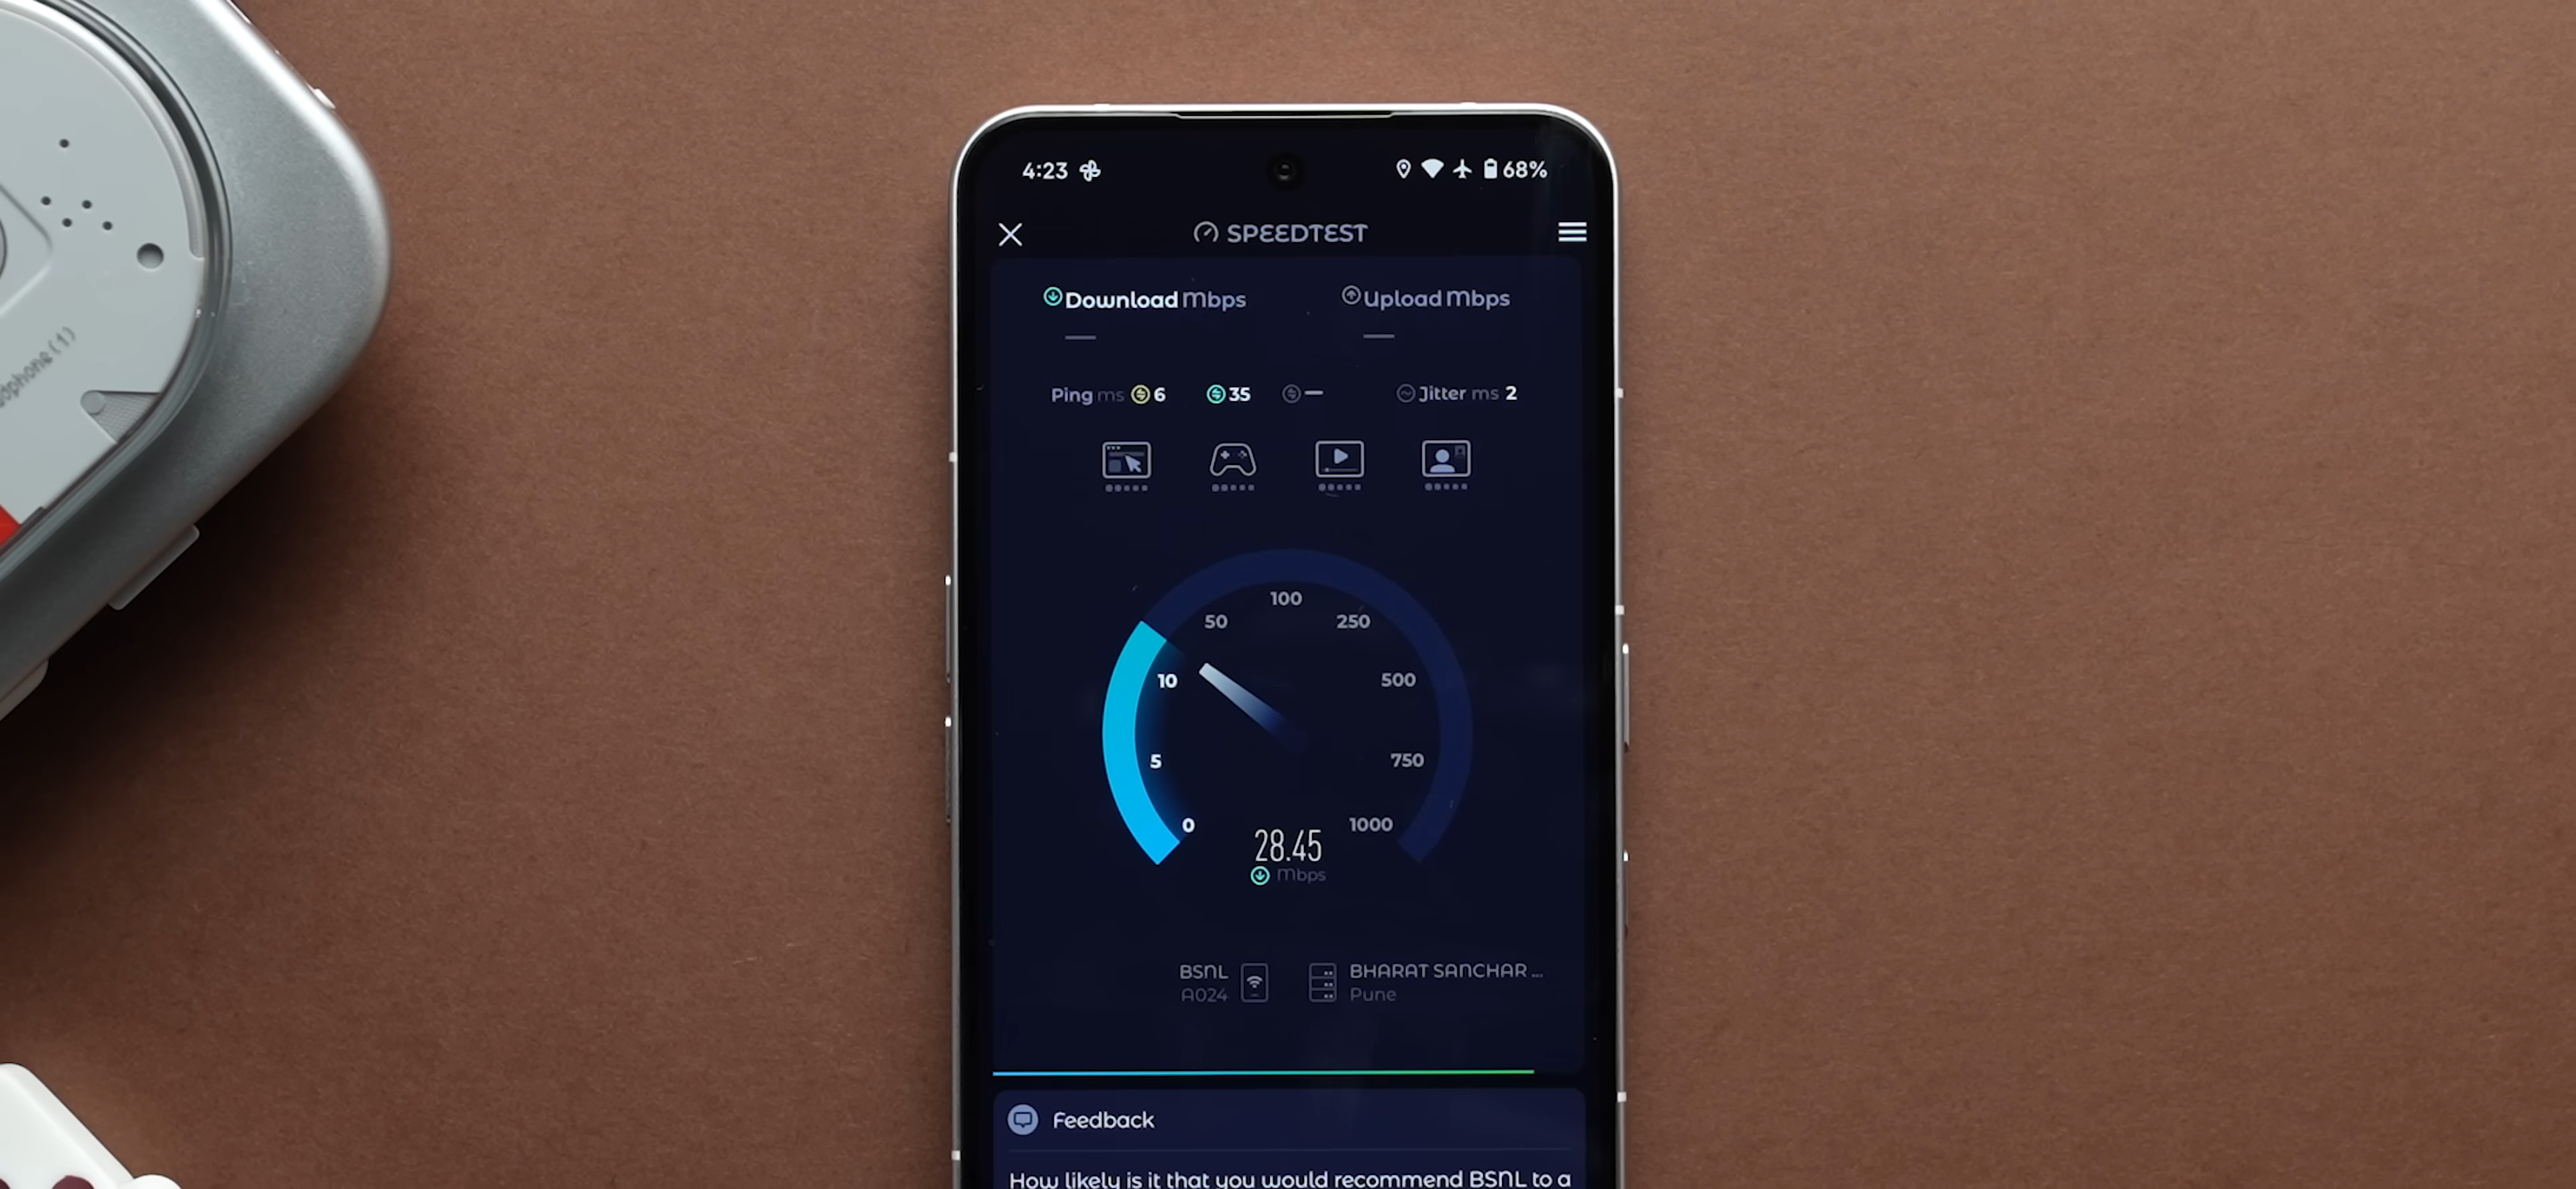 4:23 68%
SPEEDTEST
Download Mbps Upload Mbps
— —
Ping ms 6 35 — Jitter ms 2
100
50 250
10 500
5 750
0 1000
28.45
Mbps
BSNL BHARAT SANCHAR ...
A024 Pune
Feedback
How likely is it that you would recommend BSNL to a
(1)